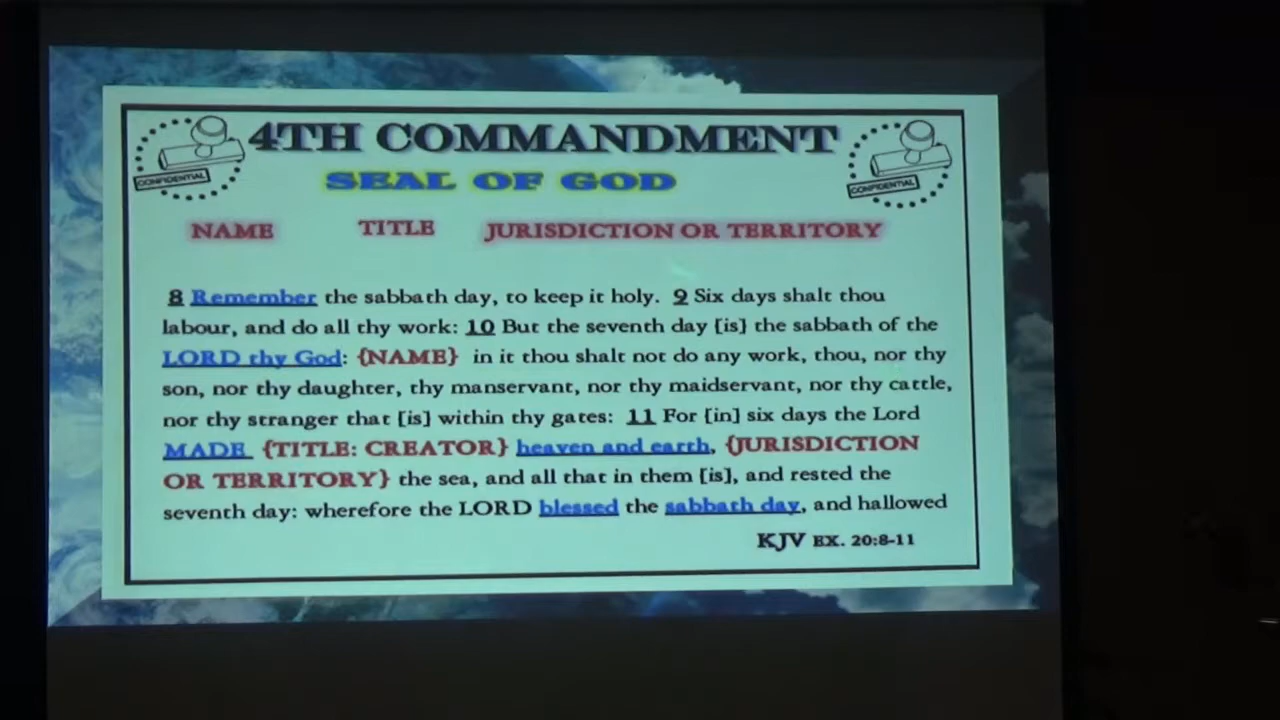 4TH COMMANDMENT
SEAL OF GOD
CONFIDENTIAL
CONFIDENTIAL
NAME TITLE JURISDICTION OR TERRITORY
8 Remember the sabbath day, to keep it holy. 9 Six days shalt thou
labour, and do all thy work: 10 But the seventh day [is] the sabbath of the
LORD thy God: {NAME} in it thou shalt not do any work, thou, nor thy
son, nor thy daughter, thy manservant, nor thy maidservant, nor thy cattle,
nor thy stranger that [is] within thy gates: 11 For [in] six days the Lord
MADE {TITLE: CREATOR} heaven and earth, {JURISDICTION
OR TERRITORY} the sea, and all that in them [is], and rested the
seventh day: wherefore the LORD blessed the sabbath day, and hallowed
KJV EX. 20:8-11